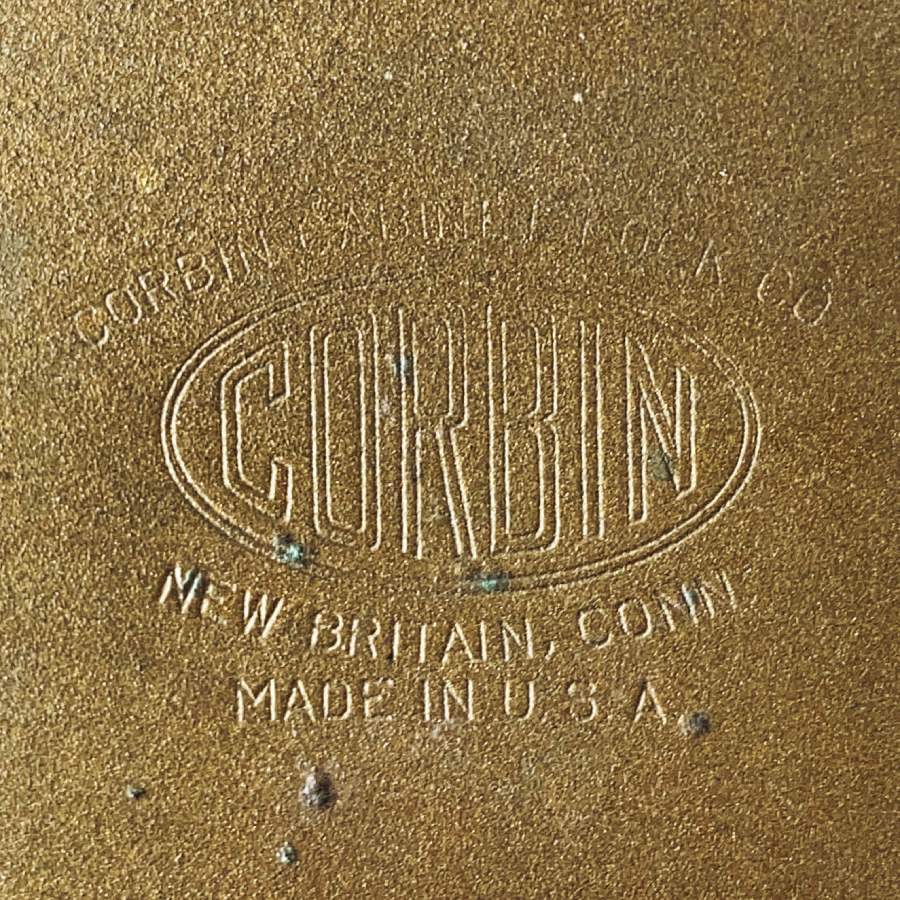 CORBIN CABINET LOCK CO
CORBIN
NEW BRITAIN, CONN
MADE IN U.S.A.